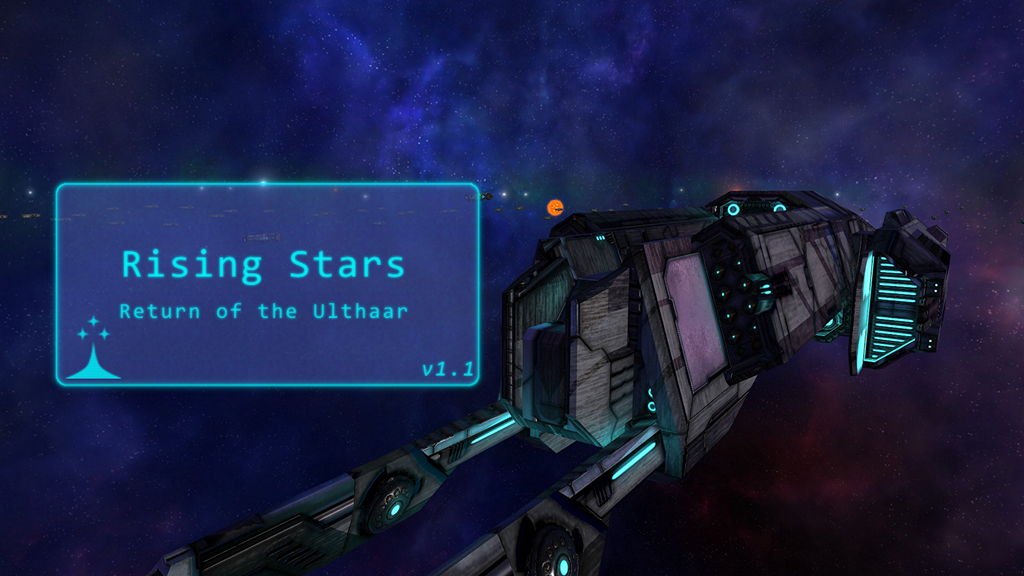 Rising Stars
Return of the Ulthaar
v1.1